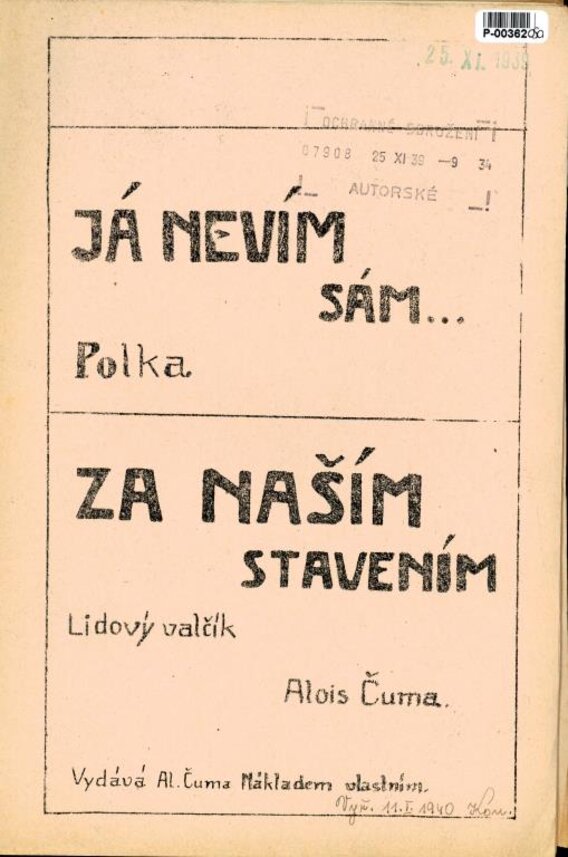 25. XI. 1939
OCHRANNÉ SDRUŽENÍ
07908 25 XI 39 —9 34
AUTORSKÉ
JÁ NEVÍM
SÁM...
Polka
ZA NAŠÍM
STAVENÍM
Lidový valčík
Alois Čuma.
Vydává Al. Čuma Nákladem vlastním.
Vyř. 11.I 1940